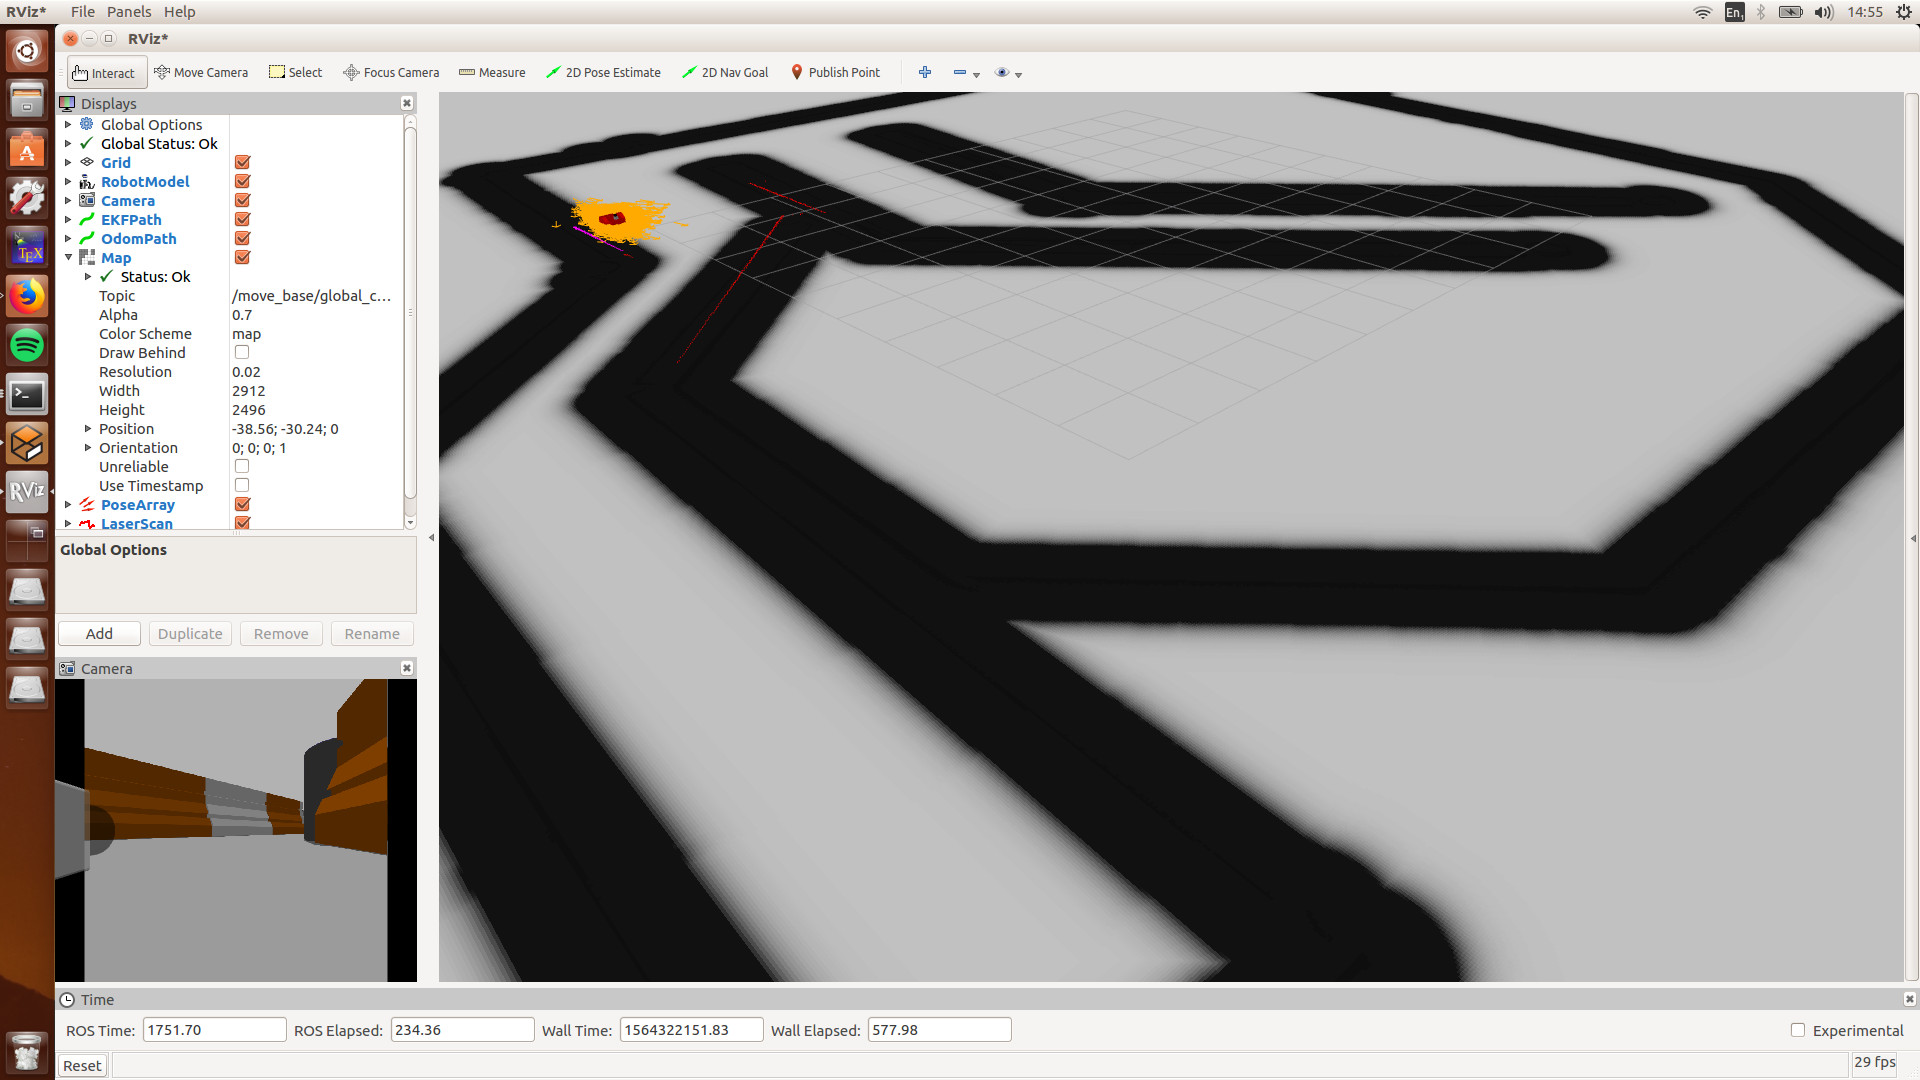 RViz* File Panels Help En1 14:55
RViz*
Interact Move Camera Select Focus Camera Measure 2D Pose Estimate 2D Nav Goal Publish Point
Displays
Global Options
Global Status: Ok
Grid
RobotModel
Camera
EKFPath
OdomPath
Map
Status: Ok
Topic /move_base/global_c...
Alpha 0.7
Color Scheme map
Draw Behind
Resolution 0.02
Width 2912
Height 2496
Position -38.56; -30.24; 0
Orientation 0; 0; 0; 1
Unreliable
Use Timestamp
PoseArray
LaserScan
Global Options
Add Duplicate Remove Rename
Camera
TEX
RViz
Time
ROS Time: 1751.70 ROS Elapsed: 234.36 Wall Time: 1564322151.83 Wall Elapsed: 577.98 Experimental
Reset 29 fps